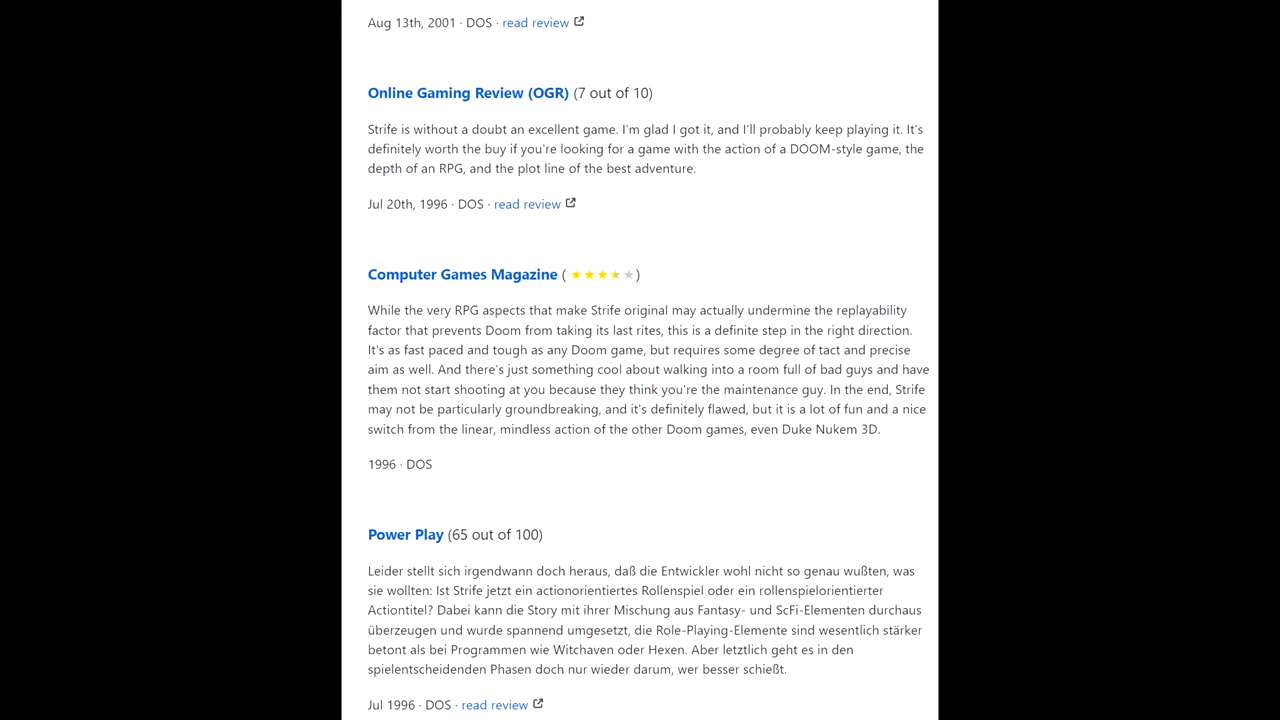 Aug 13th, 2001 · DOS · read review
Online Gaming Review (OGR) (7 out of 10)
Strife is without a doubt an excellent game. I'm glad I got it, and I'll probably keep playing it. It's
definitely worth the buy if you're looking for a game with the action of a DOOM-style game, the
depth of an RPG, and the plot line of the best adventure.
Jul 20th, 1996 · DOS · read review
Computer Games Magazine ( ★★★★★)
While the very RPG aspects that make Strife original may actually undermine the replayability
factor that prevents Doom from taking its last rites, this is a definite step in the right direction.
It's as fast paced and tough as any Doom game, but requires some degree of tact and precise
aim as well. And there's just something cool about walking into a room full of bad guys and have
them not start shooting at you because they think you're the maintenance guy. In the end, Strife
may not be particularly groundbreaking, and it's definitely flawed, but it is a lot of fun and a nice
switch from the linear, mindless action of the other Doom games, even Duke Nukem 3D.
1996 · DOS
Power Play (65 out of 100)
Leider stellt sich irgendwann doch heraus, daß die Entwickler wohl nicht so genau wußten, was
sie wollten: Ist Strife jetzt ein actionorientiertes Rollenspiel oder ein rollenspielorientierter
Actiontitel? Dabei kann die Story mit ihrer Mischung aus Fantasy- und ScFi-Elementen durchaus
überzeugen und wurde spannend umgesetzt, die Role-Playing-Elemente sind wesentlich stärker
betont als bei Programmen wie Witchaven oder Hexen. Aber letztlich geht es in den
spielentscheidenden Phasen doch nur wieder darum, wer besser schießt.
Jul 1996 · DOS · read review